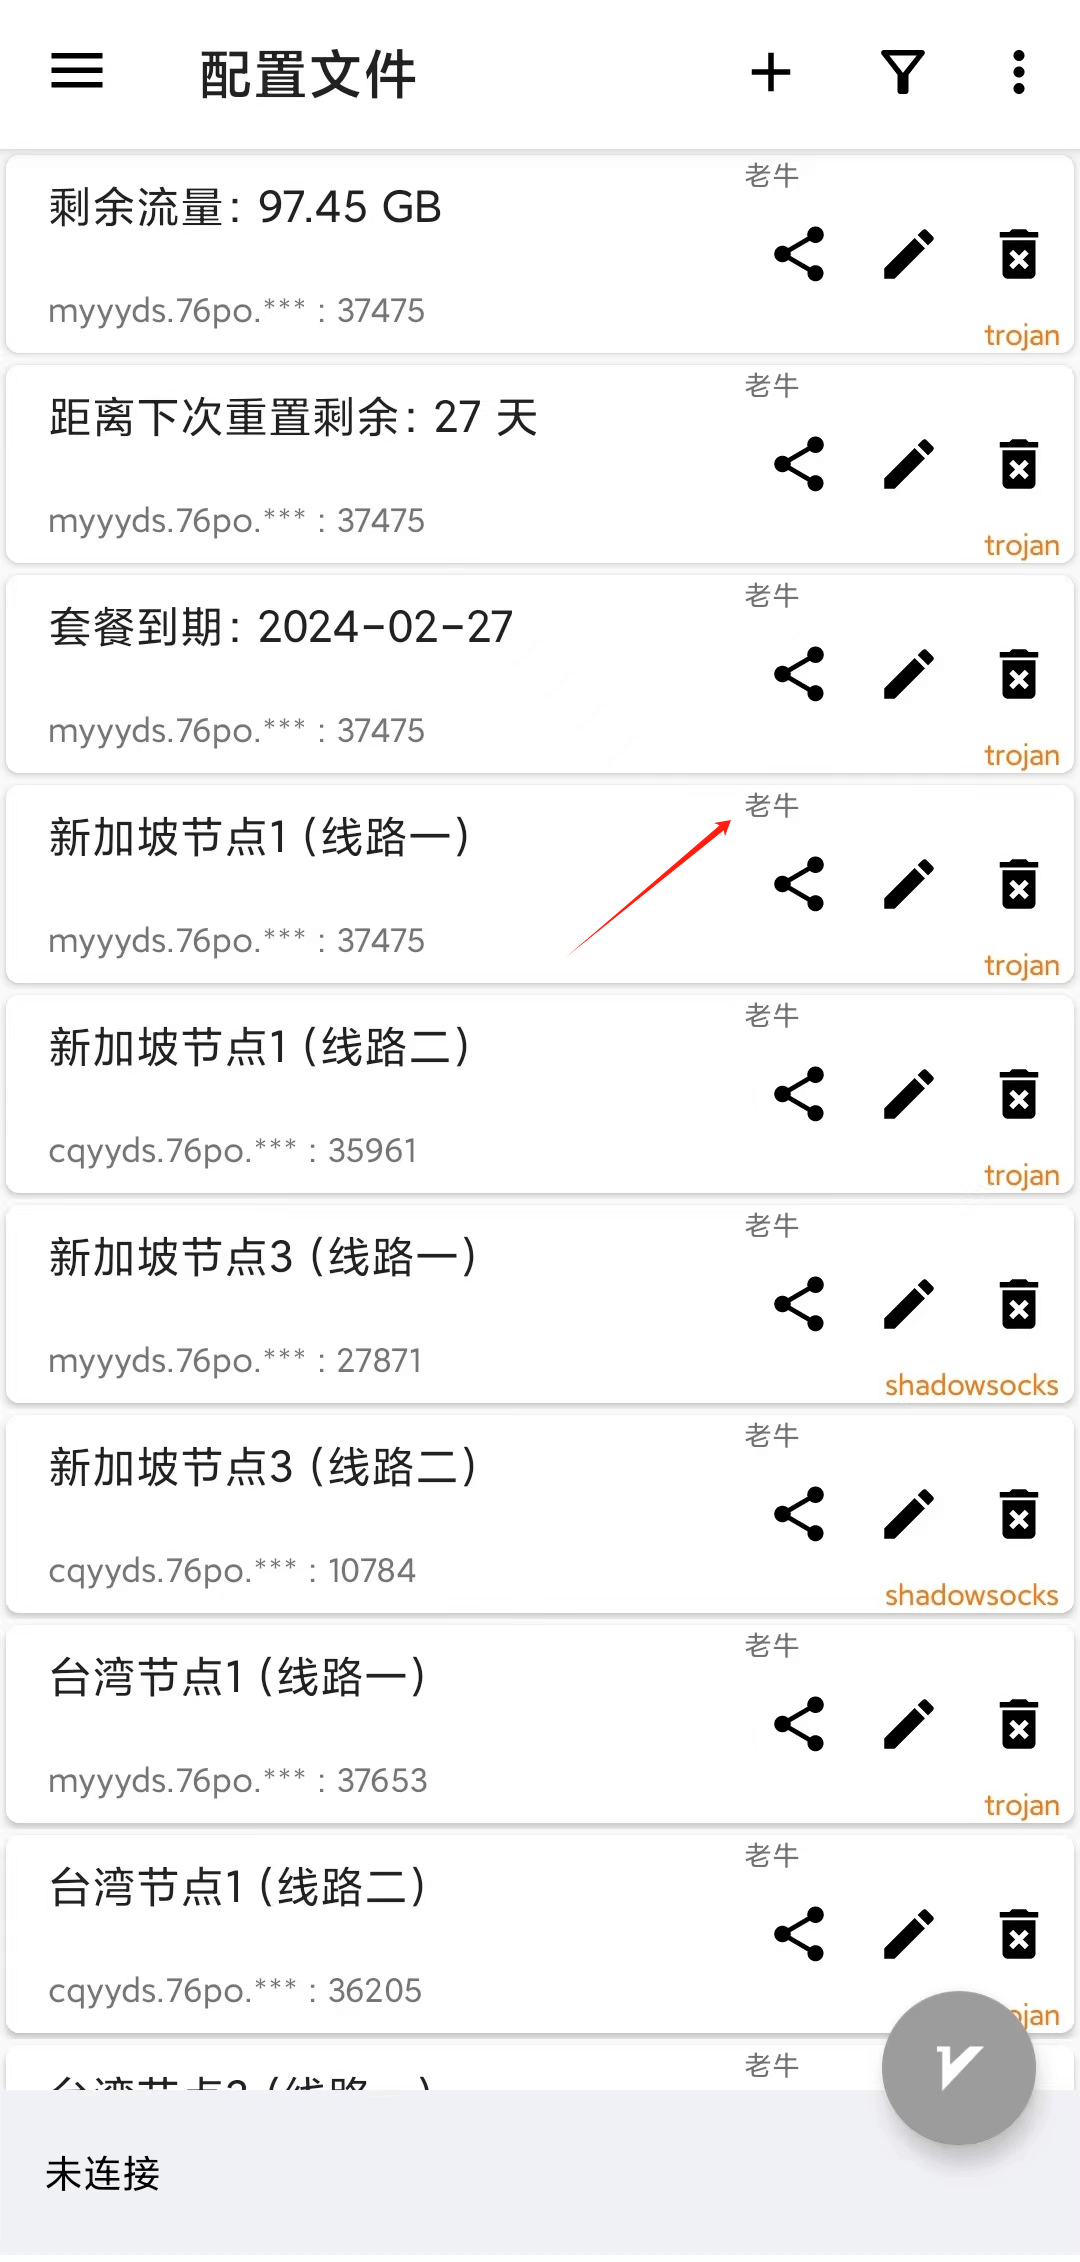 配置文件
老牛
剩余流量: 97.45 GB
myyyds.76po.*** : 37475
trojan
老牛
距离下次重置剩余: 27 天
myyyds.76po.*** : 37475
trojan
老牛
套餐到期: 2024-02-27
myyyds.76po.*** : 37475
trojan
老牛
新加坡节点1 (线路一)
myyyds.76po.*** : 37475
trojan
老牛
新加坡节点1 (线路二)
cqyyds.76po.*** : 35961
trojan
老牛
新加坡节点3 (线路一)
myyyds.76po.*** : 27871
shadowsocks
老牛
新加坡节点3 (线路二)
cqyyds.76po.*** : 10784
shadowsocks
老牛
台湾节点1 (线路一)
myyyds.76po.*** : 37653
trojan
老牛
台湾节点1 (线路二)
cqyyds.76po.*** : 36205
老牛
未连接